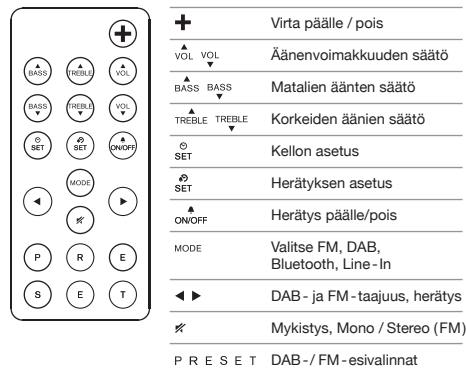 BASS TREBLE VOL
BASS TREBLE VOL
SET SET ON/OFF
MODE
P R E
S E T
Virta päälle / pois
VOL VOL Äänenvoimakkuuden säätö
BASS BASS Matalien äänten säätö
TREBLE TREBLE Korkeiden äänien säätö
SET Kellon asetus
SET Herätyksen asetus
ON/OFF Herätys päälle/pois
MODE Valitse FM, DAB,
Bluetooth, Line-In
DAB- ja FM-taajuus, herätys
Mykistys, Mono / Stereo (FM)
P R E S E T DAB-/ FM-esivalinnat